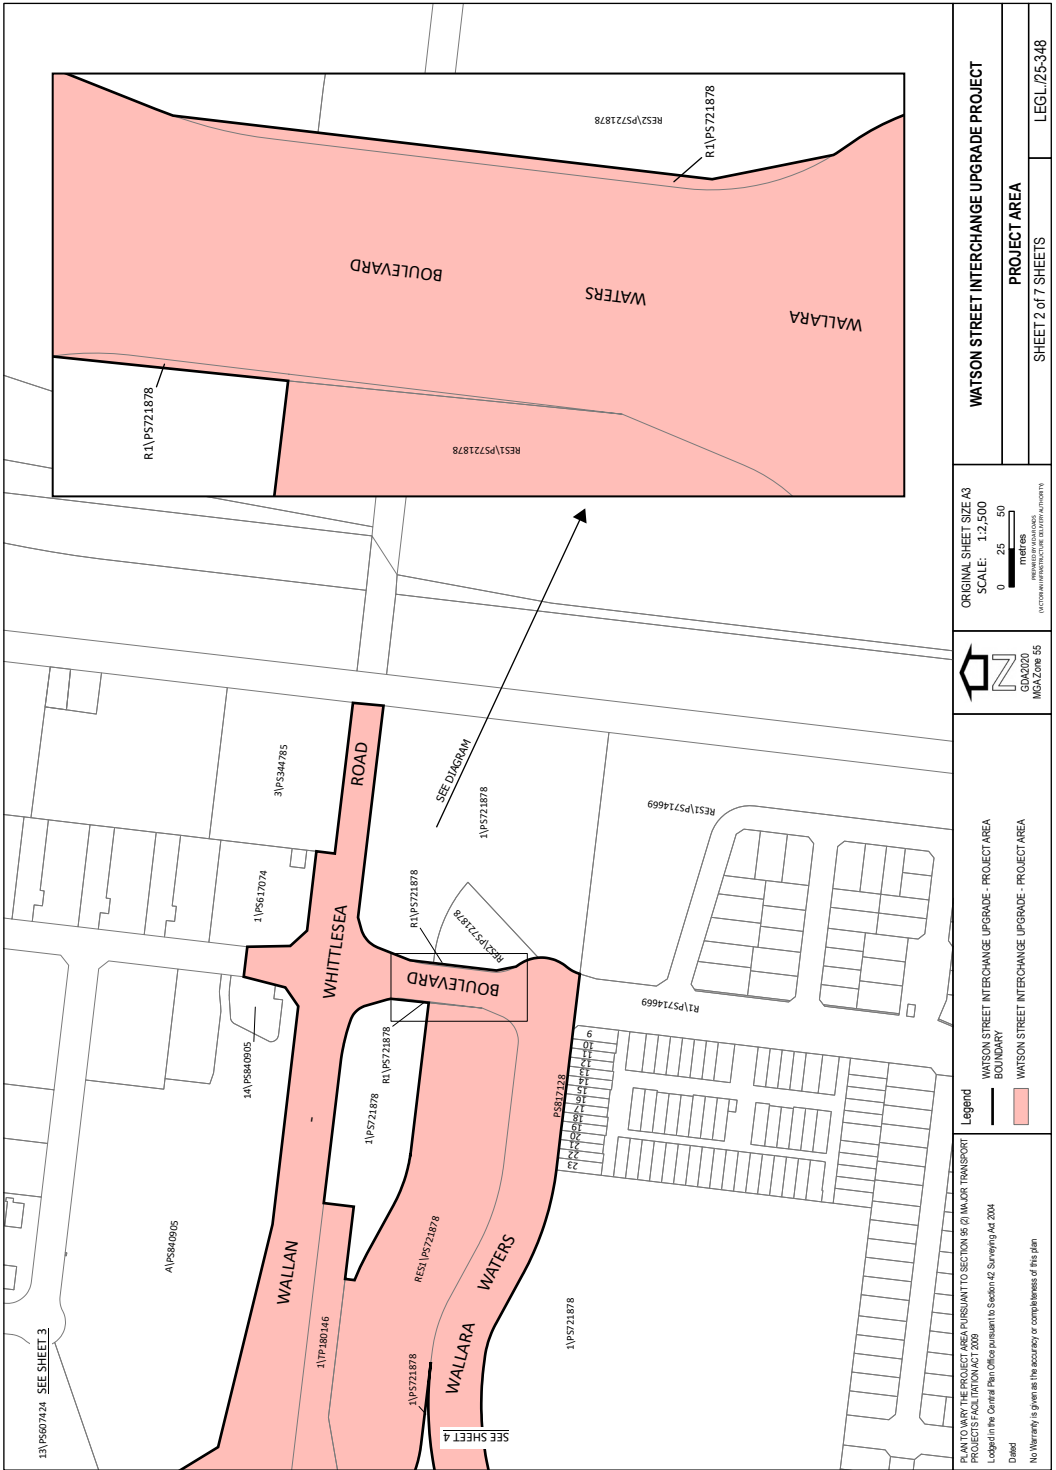 RES2\PS721878
R1\PS721878
BOULEVARD
WATERS
WALLARA
R1\PS721878
RES1\PS721878
SEE DIAGRAM
3\PS344785
ROAD
1\PS721878
RES1\PS714669
1\PS617074
R1\PS721878
RES2\PS721878
WHITTLESEA
BOULEVARD
R1\PS714669
14\PS840905
R1\PS721878
1\PS721878
PS817128
9
10
11
12
13
14
15
16
17
18
19
20
21
22
23
A\PS840905
WALLAN
RES1\PS721878
WATERS
1\TP180146
1\PS721878
WALLARA
1\PS721878
13\PS607424
SEE SHEET 3
SEE SHEET 4
WATSON STREET INTERCHANGE UPGRADE PROJECT
PROJECT AREA
SHEET 2 of 7 SHEETS
LEGL./25-348
ORIGINAL SHEET SIZE A3
SCALE: 1:2,500
0 25 50
metres
PREPARED BY VIDA ROADS
(VICTORIAN INFRASTRUCTURE DELIVERY AUTHORITY)
N
GDA2020
MGA Zone 55
Legend
WATSON STREET INTERCHANGE UPGRADE - PROJECT AREA
BOUNDARY
WATSON STREET INTERCHANGE UPGRADE - PROJECT AREA
PLAN TO VARY THE PROJECT AREA PURSUANT TO SECTION 95 (2) MAJOR TRANSPORT
PROJECTS FACILITATION ACT 2009
Lodged in the Central Plan Office pursuant to Section 42 Surveying Act 2004
Dated
No Warranty is given as the accuracy or completeness of this plan